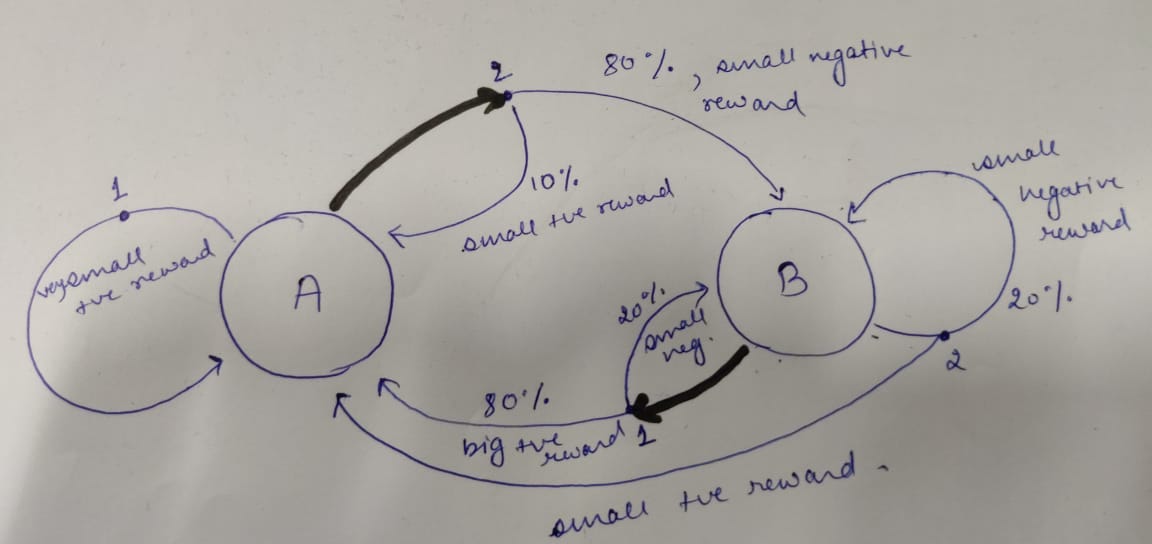 2
80%, small negative
reward
10%
small +ve reward
1
very small
+ve reward
A
B
small
negative
reward
20%
2
20%
small
neg.
80%
big +ve
reward
1
small +ve reward.